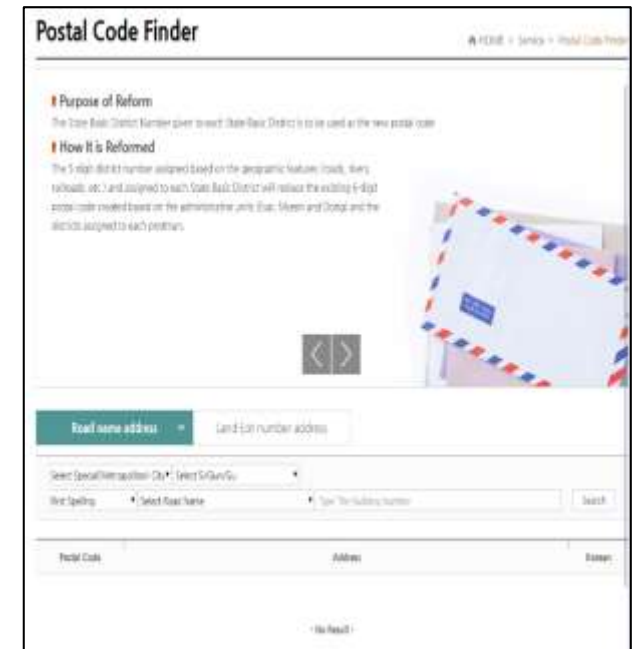 Postal Code Finder
HOME > Service > Postal Code Finder
Purpose of Reform
The State Basic District Number given to each State Basic District is to be used as the new postal code
How It is Reformed
The 5-digit district number assigned based on the geographic features (roads, rivers,
railroads, etc.) and assigned to each State Basic District will replace the existing 6-digit
postal code created based on the administrative units (Eup, Myeon and Dong) and the
districts assigned to each postman.
Road name address
Land-Lot number address
Select Special/Metropolitan City Select Si/Gun/Gu
First Spelling Select Road Name Type The Building Number Search
Postal Code Address Korean
- No Result -